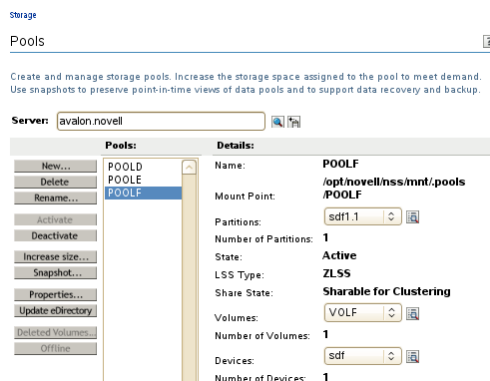 Storage
Pools
?
Create and manage storage pools. Increase the storage space assigned to the pool to meet demand.
Use snapshots to preserve point-in-time views of data pools and to support data recovery and backup.
Server: avalon.novell
Pools: Details:
New...
Delete
Rename...
Activate
Deactivate
Increase size...
Snapshot...
Properties...
Update eDirectory
Deleted Volumes...
Offline
POOLD
POOLE
POOLF
Name: POOLF
Mount Point: /opt/novell/nss/mnt/.pools
/POOLF
Partitions: sdf1.1
Number of Partitions: 1
State: Active
LSS Type: ZLSS
Share State: Sharable for Clustering
Volumes: VOLF
Number of Volumes: 1
Devices: sdf
Number of Devices: 1